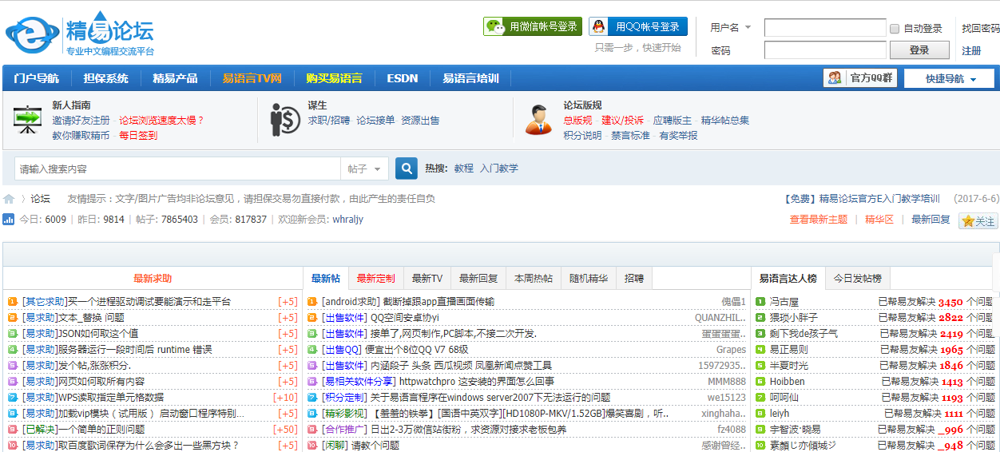 精易论坛
专业中文编程交流平台
用微信帐号登录 用QQ帐号登录
只需一步，快速开始
用户名 自动登录 找回密码
密码 登录 注册
门户导航 担保系统 精易产品 易语言TV网 购买易语言 ESDN 易语言培训 官方QQ群 快捷导航
新人指南
邀请好友注册 - 论坛浏览速度太慢？
教你赚取精币 - 每日签到
谋生
求职/招聘 - 论坛接单 - 资源出售
论坛版规
总版规 - 建议/投诉 - 应聘版主 - 精华帖总集
积分说明 - 禁言标准 - 有奖举报
请输入搜索内容 帖子 热搜: 教程 入门教学
论坛 友情提示：文字/图片广告均非论坛意见，请担保交易勿直接付款，由此产生的责任自负 【免费】精易论坛官方E入门教学培训 (2017-6-6)
今日: 6009 | 昨日: 9814 | 帖子: 7865403 | 会员: 817837 | 欢迎新会员: whraljy 查看最新主题 | 精华区 | 最新回复 关注
最新求助
1 [其它求助]买一个进程驱动调试要能演示和走平台 [+5]
2 [易求助]文本_替换 问题 [+5]
3 [易求助]JSON如何取这个值 [+5]
4 [易求助]服务器运行一段时间后 runtime 错误 [+5]
5 [易求助]发个帖,涨涨积分. [+5]
6 [易求助]网页如何取所有内容 [+5]
7 [易求助]WPS读取指定单元格数据 [+10]
8 [易求助]加载vip模块（试用版） 启动窗口程序特别... [+5]
9 [已解决]一个简单的正则问题 [+50]
10 [易求助]取百度歌词保存为什么会多出一些黑方块？ [+5]
最新帖 最新定制 最新TV 最新回复 本周热帖 随机精华 招聘
1 [android求助] 截断掉跟app直播画面传输 傀儡1
2 [出售软件] QQ空间安卓协yi QUANZHIL..
3 [出售软件] 接单了,网页制作,PC脚本,不接二次开发. 蛋蛋蛋蛋..
4 [出售QQ] 便宜出个8位QQ V7 68级 Grapes
5 [出售软件] 内涵段子 头条 西瓜视频 凤凰新闻点赞工具 15972935..
6 [易相关软件分享] httpwatchpro 这安装的界面怎么回事 MMM888
7 [积分定制] 关于易语言程序在windows server2007下无法运行的问题 we15123
8 [精彩影视] 【羞羞的铁拳】[国语中英双字][HD1080P-MKV/1.52GB]爆笑喜剧，听.. xinghaha..
9 [合作推广] 日出2-3万微信站街粉，求资源对接求老板包养 fz4088
10 [闲聊] 请教个问题 感谢曾经..
易语言达人榜 今日发帖榜
1 冯古屋 已帮易友解决 3450 个问题
2 猥琐小胖子 已帮易友解决 2822 个问题
3 剩下我de孩子气 已帮易友解决 2419 个问题
4 易正易则 已帮易友解决 1965 个问题
5 半夏时光 已帮易友解决 1846 个问题
6 Hoibben 已帮易友解决 1413 个问题
7 呵呵仙 已帮易友解决 1193 个问题
8 leiyh 已帮易友解决 1111 个问题
9 宇智波·晓易 已帮易友解决 _996 个问题
10 素顏じ亦傾城ジ 已帮易友解决 _948 个问题